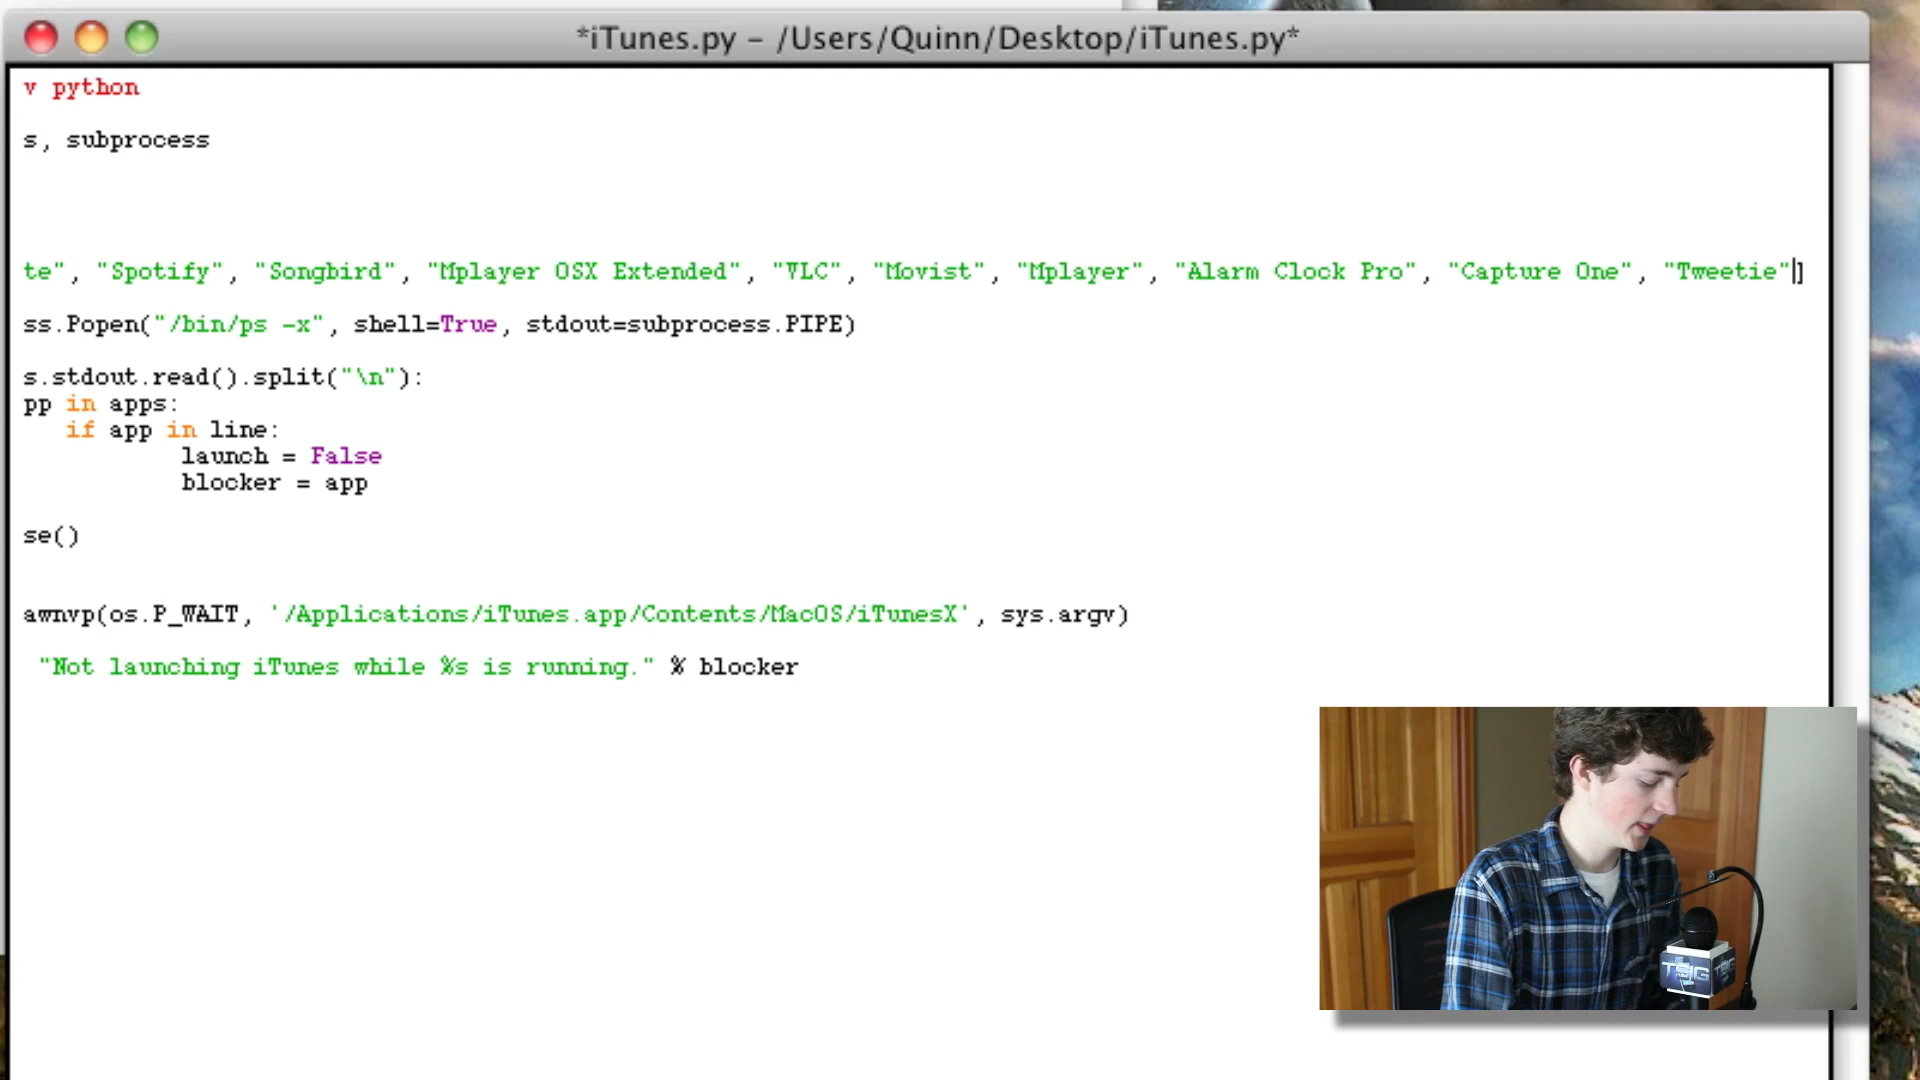 *iTunes.py – /Users/Quinn/Desktop/iTunes.py*
v python
s, subprocess
te", "Spotify", "Songbird", "Mplayer OSX Extended", "VLC", "Movist", "Mplayer", "Alarm Clock Pro", "Capture One", "Tweetie"]
ss.Popen("/bin/ps -x", shell=True, stdout=subprocess.PIPE)
s.stdout.read().split("\n"):
pp in apps:
if app in line:
launch = False
blocker = app
se()
awnvp(os.P_WAIT, '/Applications/iTunes.app/Contents/MacOS/iTunesX', sys.argv)
"Not launching iTunes while %s is running." % blocker
TSIG